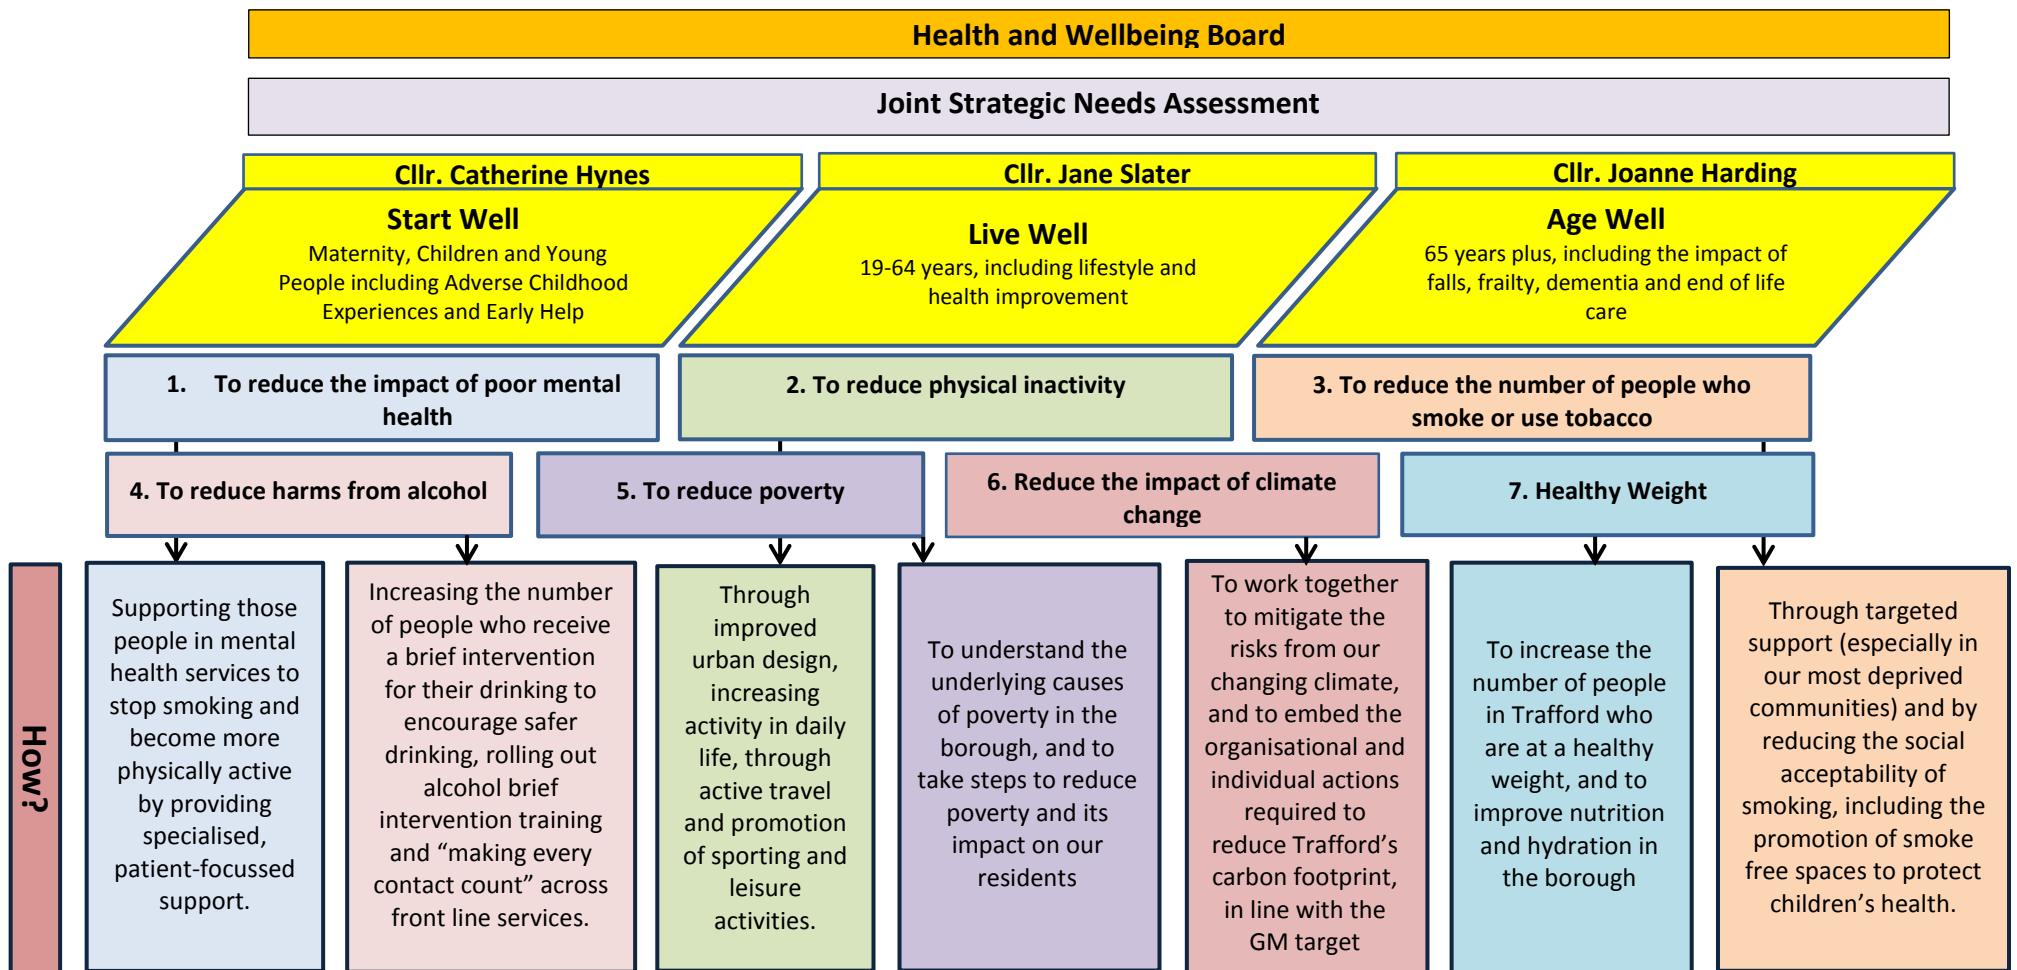 Health and Wellbeing Board
Joint Strategic Needs Assessment
Cllr. Catherine Hynes
Start Well
Maternity, Children and Young
People including Adverse Childhood
Experiences and Early Help
Cllr. Jane Slater
Live Well
19-64 years, including lifestyle and
health improvement
Cllr. Joanne Harding
Age Well
65 years plus, including the impact of
falls, frailty, dementia and end of life
care
1. To reduce the impact of poor mental
health
2. To reduce physical inactivity
3. To reduce the number of people who
smoke or use tobacco
4. To reduce harms from alcohol
5. To reduce poverty
6. Reduce the impact of climate
change
7. Healthy Weight
How?
Supporting those
people in mental
health services to
stop smoking and
become more
physically active
by providing
specialised,
patient-focussed
support.
Increasing the number
of people who receive
a brief intervention
for their drinking to
encourage safer
drinking, rolling out
alcohol brief
intervention training
and “making every
contact count” across
front line services.
Through
improved
urban design,
increasing
activity in daily
life, through
active travel
and promotion
of sporting and
leisure
activities.
To understand the
underlying causes
of poverty in the
borough, and to
take steps to reduce
poverty and its
impact on our
residents
To work together
to mitigate the
risks from our
changing climate,
and to embed the
organisational and
individual actions
required to
reduce Trafford’s
carbon footprint,
in line with the
GM target
To increase the
number of people
in Trafford who
are at a healthy
weight, and to
improve nutrition
and hydration in
the borough
Through targeted
support (especially in
our most deprived
communities) and by
reducing the social
acceptability of
smoking, including the
promotion of smoke
free spaces to protect
children’s health.